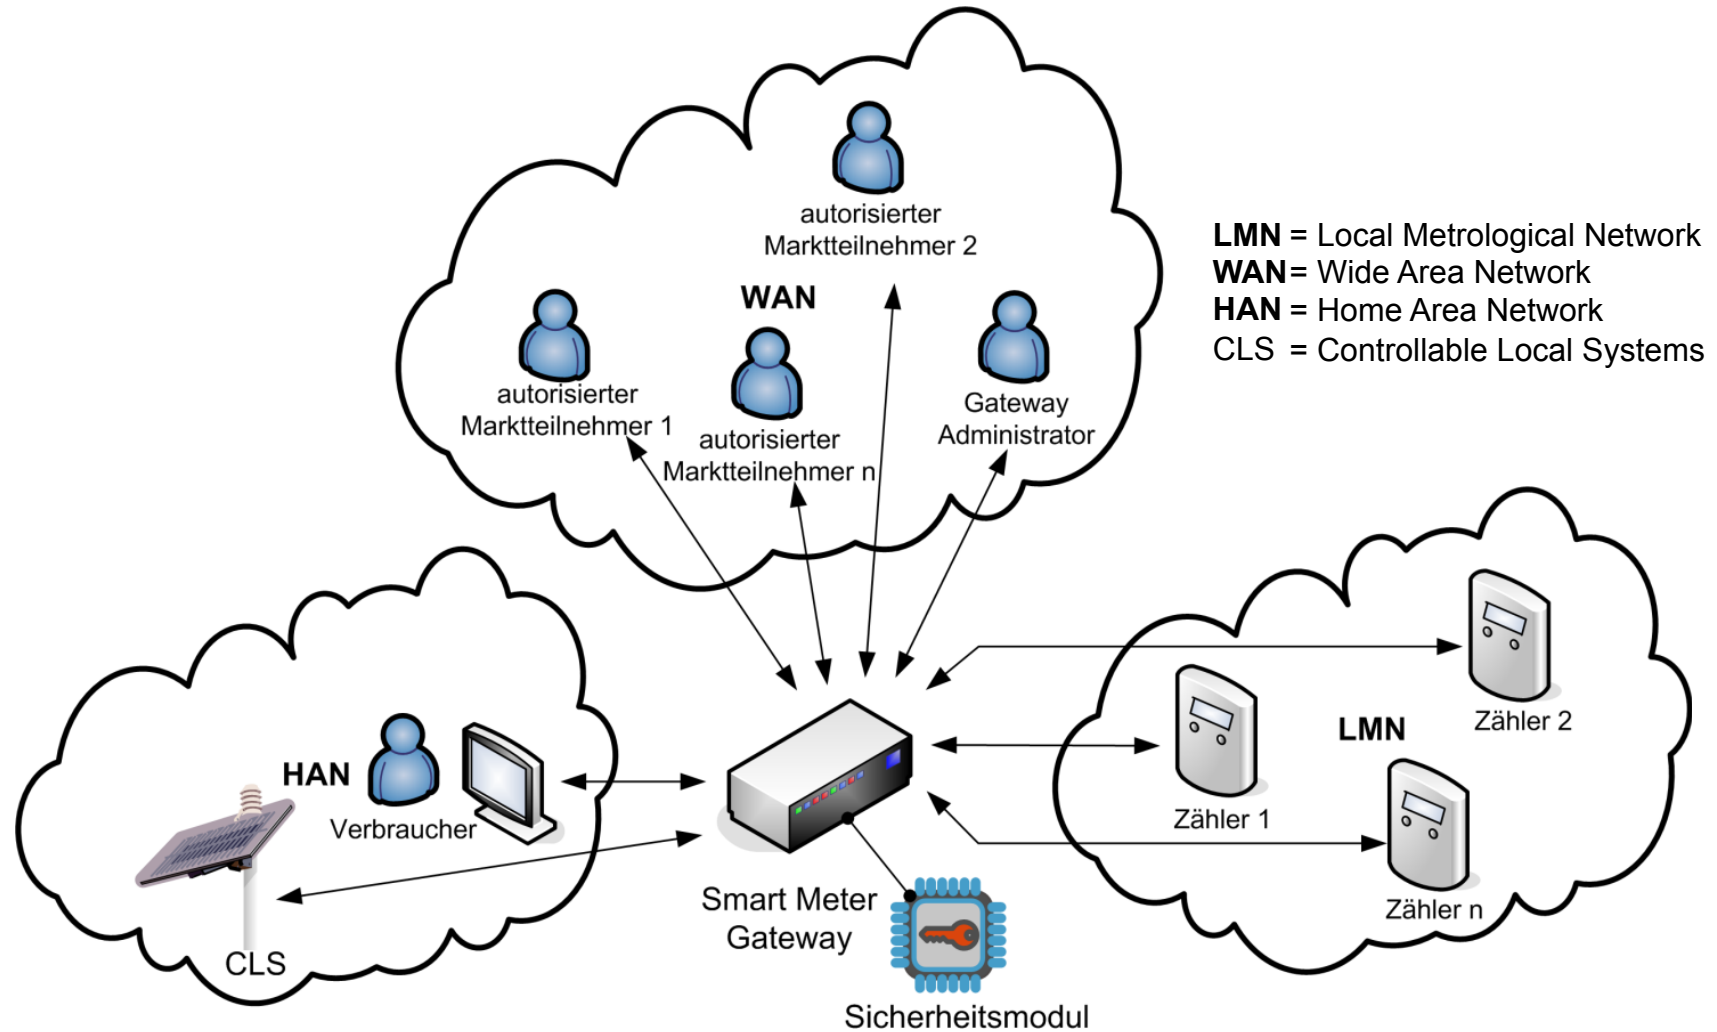 autorisierter
Marktteilnehmer 2
WAN
autorisierter
Marktteilnehmer 1
autorisierter
Marktteilnehmer n
Gateway
Administrator
LMN = Local Metrological Network
WAN = Wide Area Network
HAN = Home Area Network
CLS = Controllable Local Systems
HAN
Verbraucher
CLS
Smart Meter
Gateway
Sicherheitsmodul
LMN
Zähler 2
Zähler 1
Zähler n